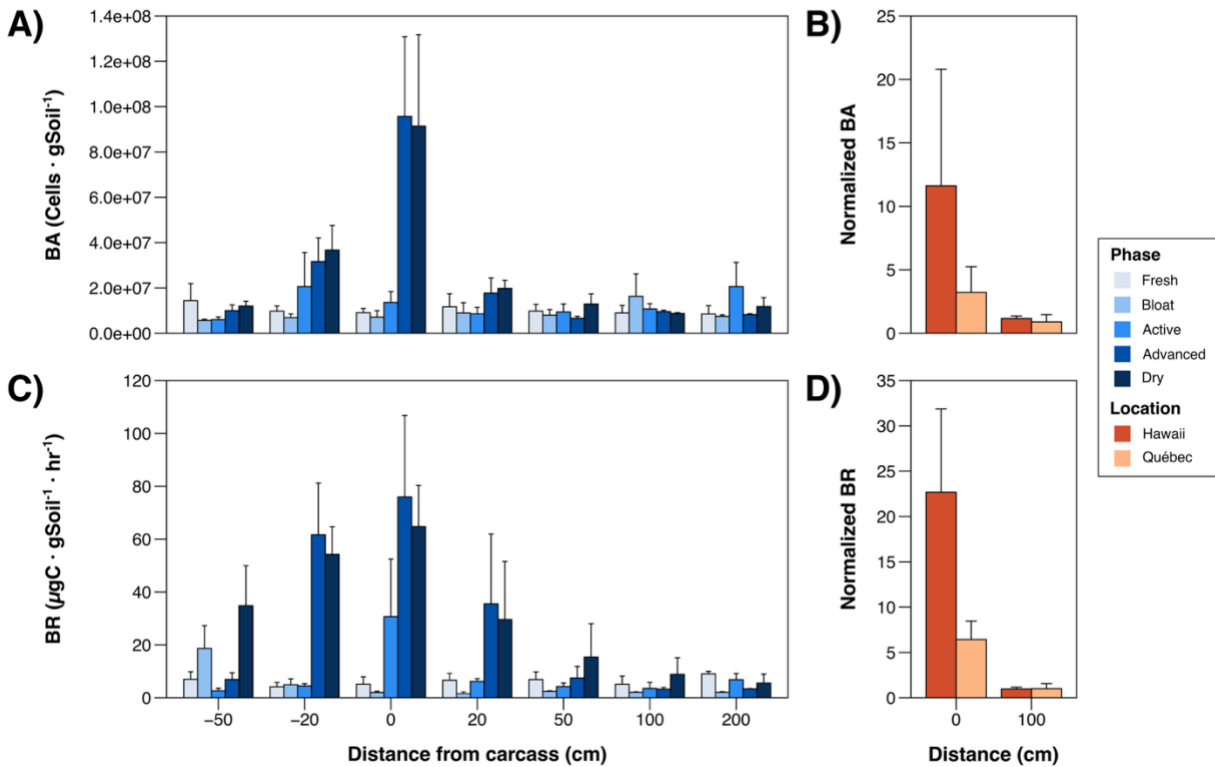 A)
BA (Cells · gSoil⁻¹)
1.4e+08
1.2e+08
1.0e+08
8.0e+07
6.0e+07
4.0e+07
2.0e+07
0.0e+00
B)
Normalized BA
25
20
15
10
5
0
Phase
Fresh
Bloat
Active
Advanced
Dry
Location
Hawaii
Québec
C)
BR (µgC · gSoil⁻¹ · hr⁻¹)
120
100
80
60
40
20
0
−50 −20 0 20 50 100 200
Distance from carcass (cm)
D)
Normalized BR
35
30
25
20
15
10
5
0
0 100
Distance (cm)